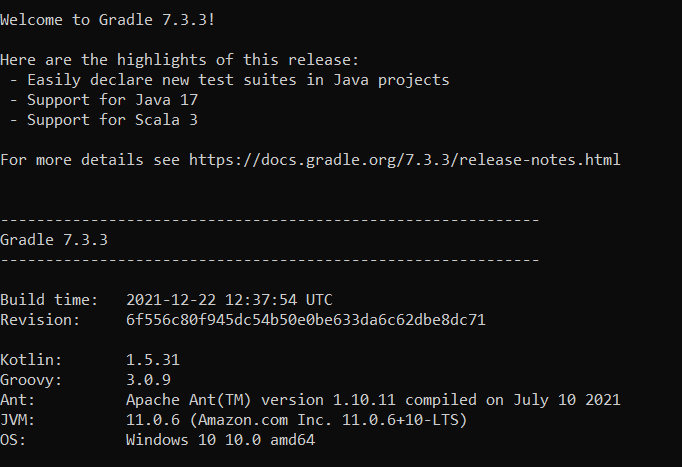 Welcome to Gradle 7.3.3!
Here are the highlights of this release:
- Easily declare new test suites in Java projects
- Support for Java 17
- Support for Scala 3
For more details see https://docs.gradle.org/7.3.3/release-notes.html
------------------------------------------------------------
Gradle 7.3.3
------------------------------------------------------------
Build time:   2021-12-22 12:37:54 UTC
Revision:     6f556c80f945dc54b50e0be633da6c62dbe8dc71
Kotlin:       1.5.31
Groovy:       3.0.9
Ant:          Apache Ant(TM) version 1.10.11 compiled on July 10 2021
JVM:          11.0.6 (Amazon.com Inc. 11.0.6+10-LTS)
OS:           Windows 10 10.0 amd64